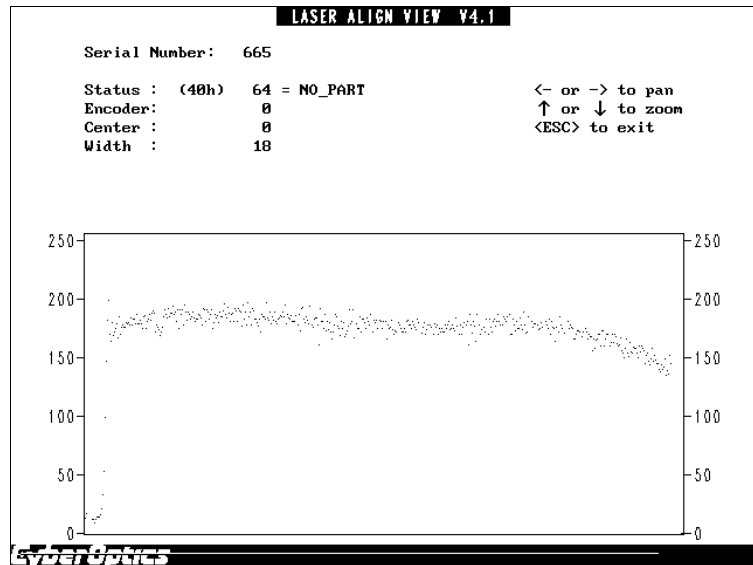 LASER ALIGN VIEW V4.1
Serial Number: 665
Status : (40h) 64 = NO_PART
Encoder: 0
Center : 0
Width : 18
<- or -> to pan
↑ or ↓ to zoom
<ESC> to exit
250 250
200 200
150 150
100 100
50 50
0 0
CyberOptics